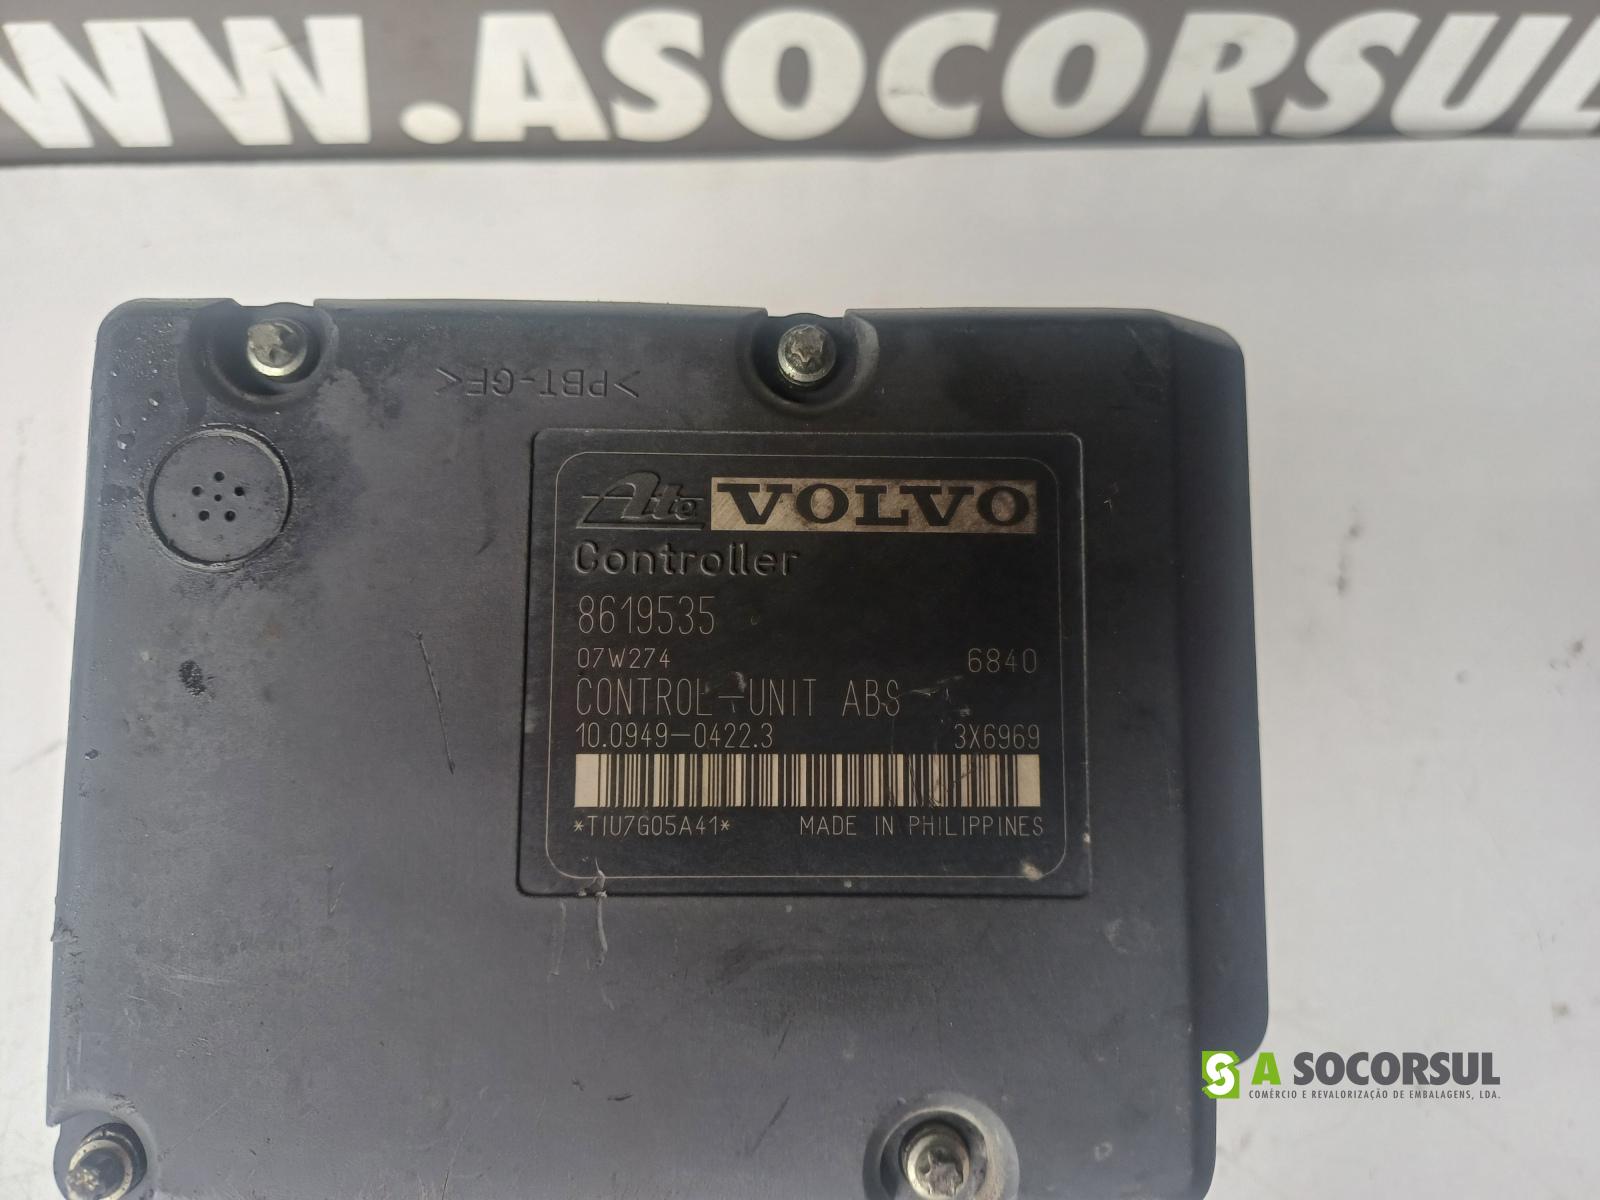 WW.ASOCORSUL
>PBT-GF<
Ate VOLVO
Controller
8619535
07W274 6840
CONTROL-UNIT ABS
10.0949-0422.3 3X6969
*TIU7G05A41* MADE IN PHILIPPINES
A SOCORSUL
COMÉRCIO E REVALORIZAÇÃO DE EMBALAGENS, LDA.